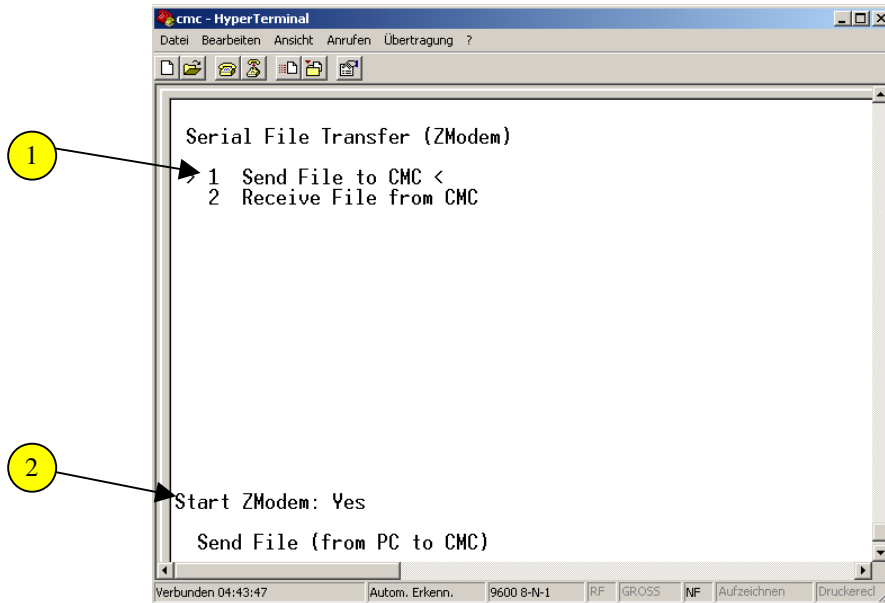 cmc - HyperTerminal
Datei Bearbeiten Ansicht Anrufen Übertragung ?
Serial File Transfer (ZModem)
1
> 1 Send File to CMC <
2 Receive File from CMC
2
Start ZModem: Yes
Send File (from PC to CMC)
Verbunden 04:43:47 Autom. Erkenn. 9600 8-N-1 RF GROSS NF Aufzeichnen Druckerecl